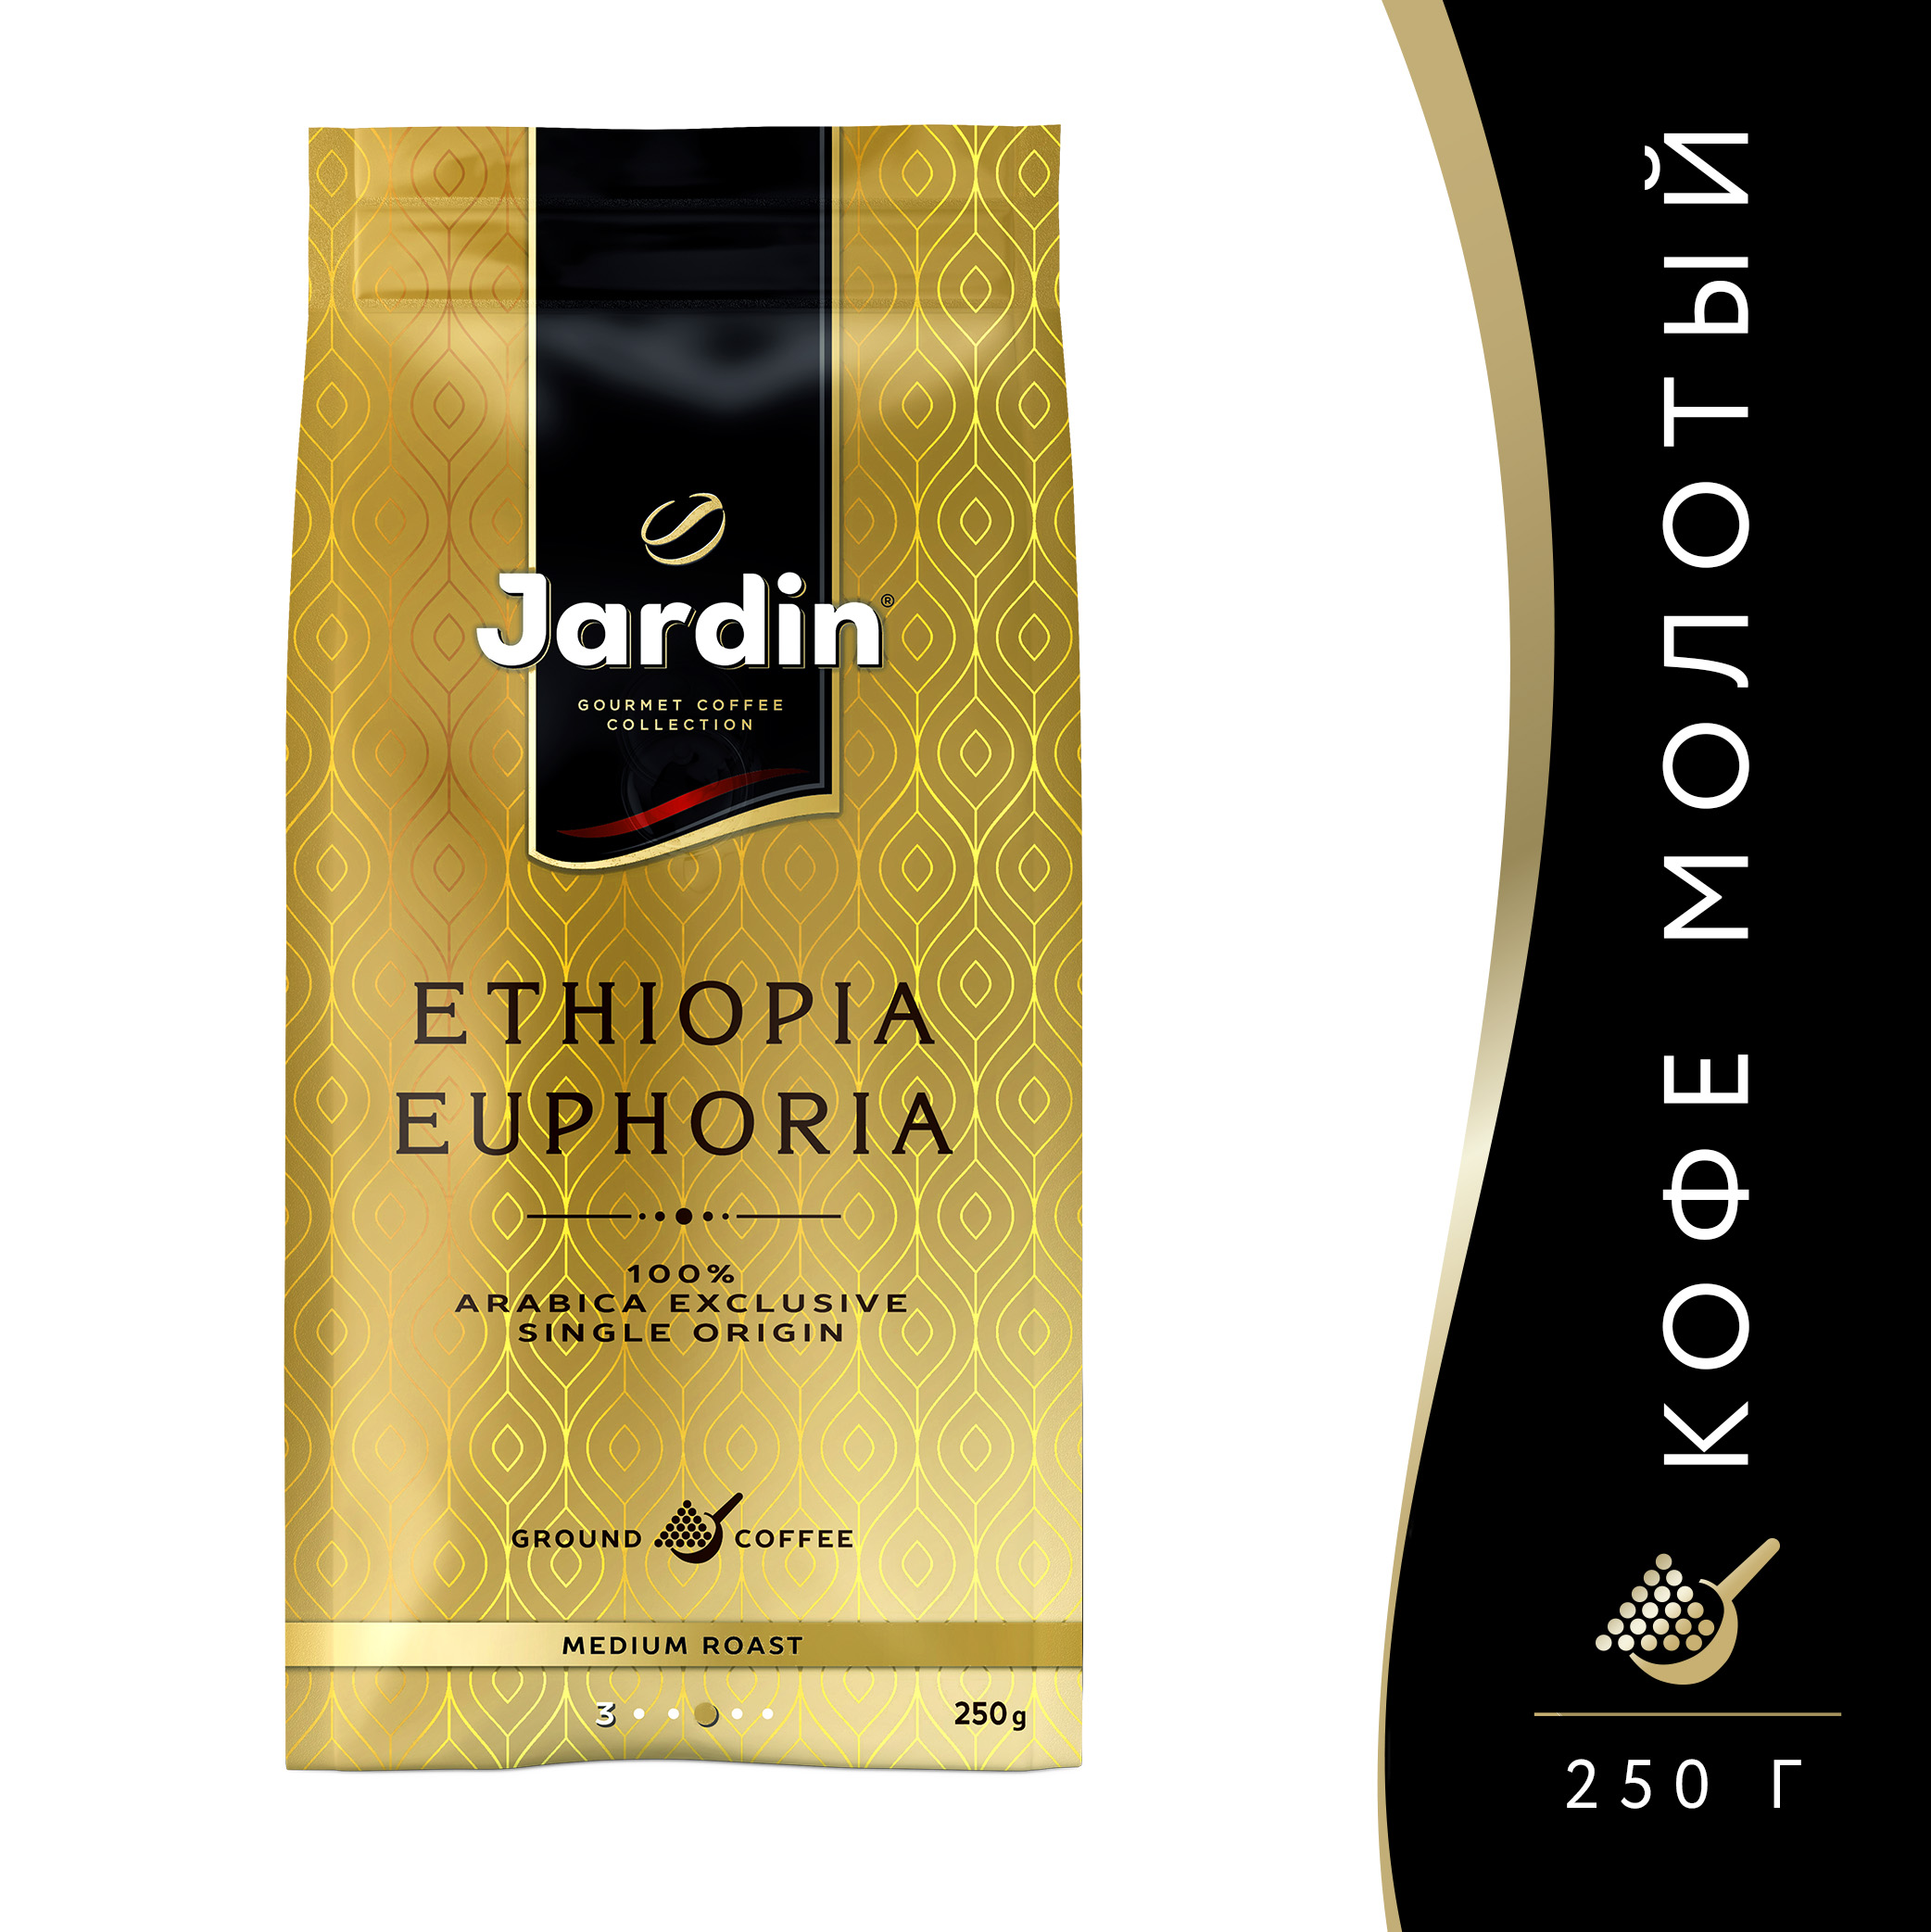 Jardin®
GOURMET COFFEE
COLLECTION
ETHIOPIA
EUPHORIA
100%
ARABICA EXCLUSIVE
SINGLE ORIGIN
GROUND COFFEE
MEDIUM ROAST
3
250g
КОФЕ МОЛОТЫЙ
250 Г